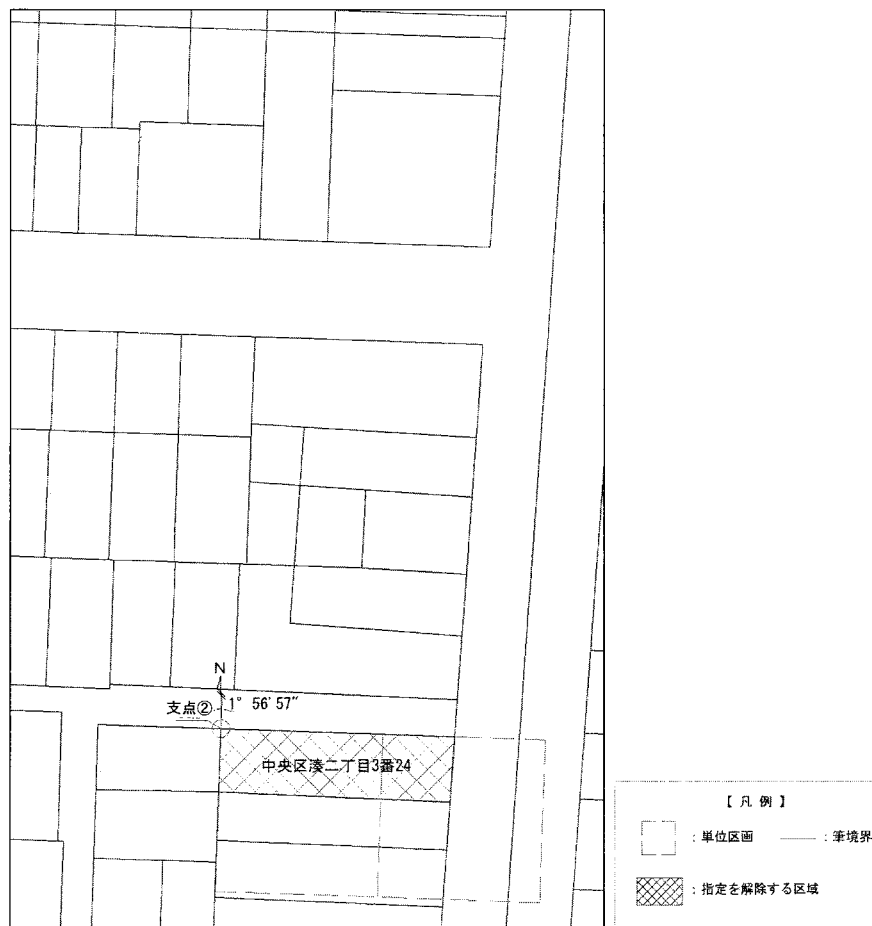 N
1° 56' 57"
支点②
中央区湊二丁目3番24
【 凡 例 】
：単位区画 ：筆境界
：指定を解除する区域